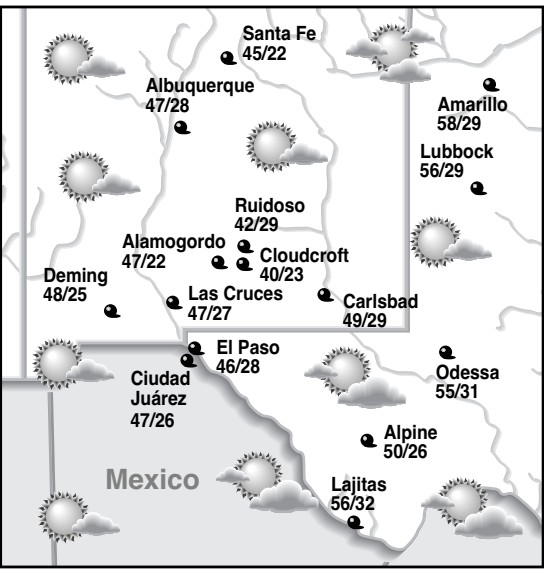 Santa Fe
45/22
Albuquerque
47/28
Amarillo
58/29
Lubbock
56/29
Ruidoso
42/29
Alamogordo
47/22
Cloudcroft
40/23
Deming
48/25
Las Cruces
47/27
Carlsbad
49/29
El Paso
46/28
Ciudad
Juárez
47/26
Odessa
55/31
Alpine
50/26
Mexico
Lajitas
56/32